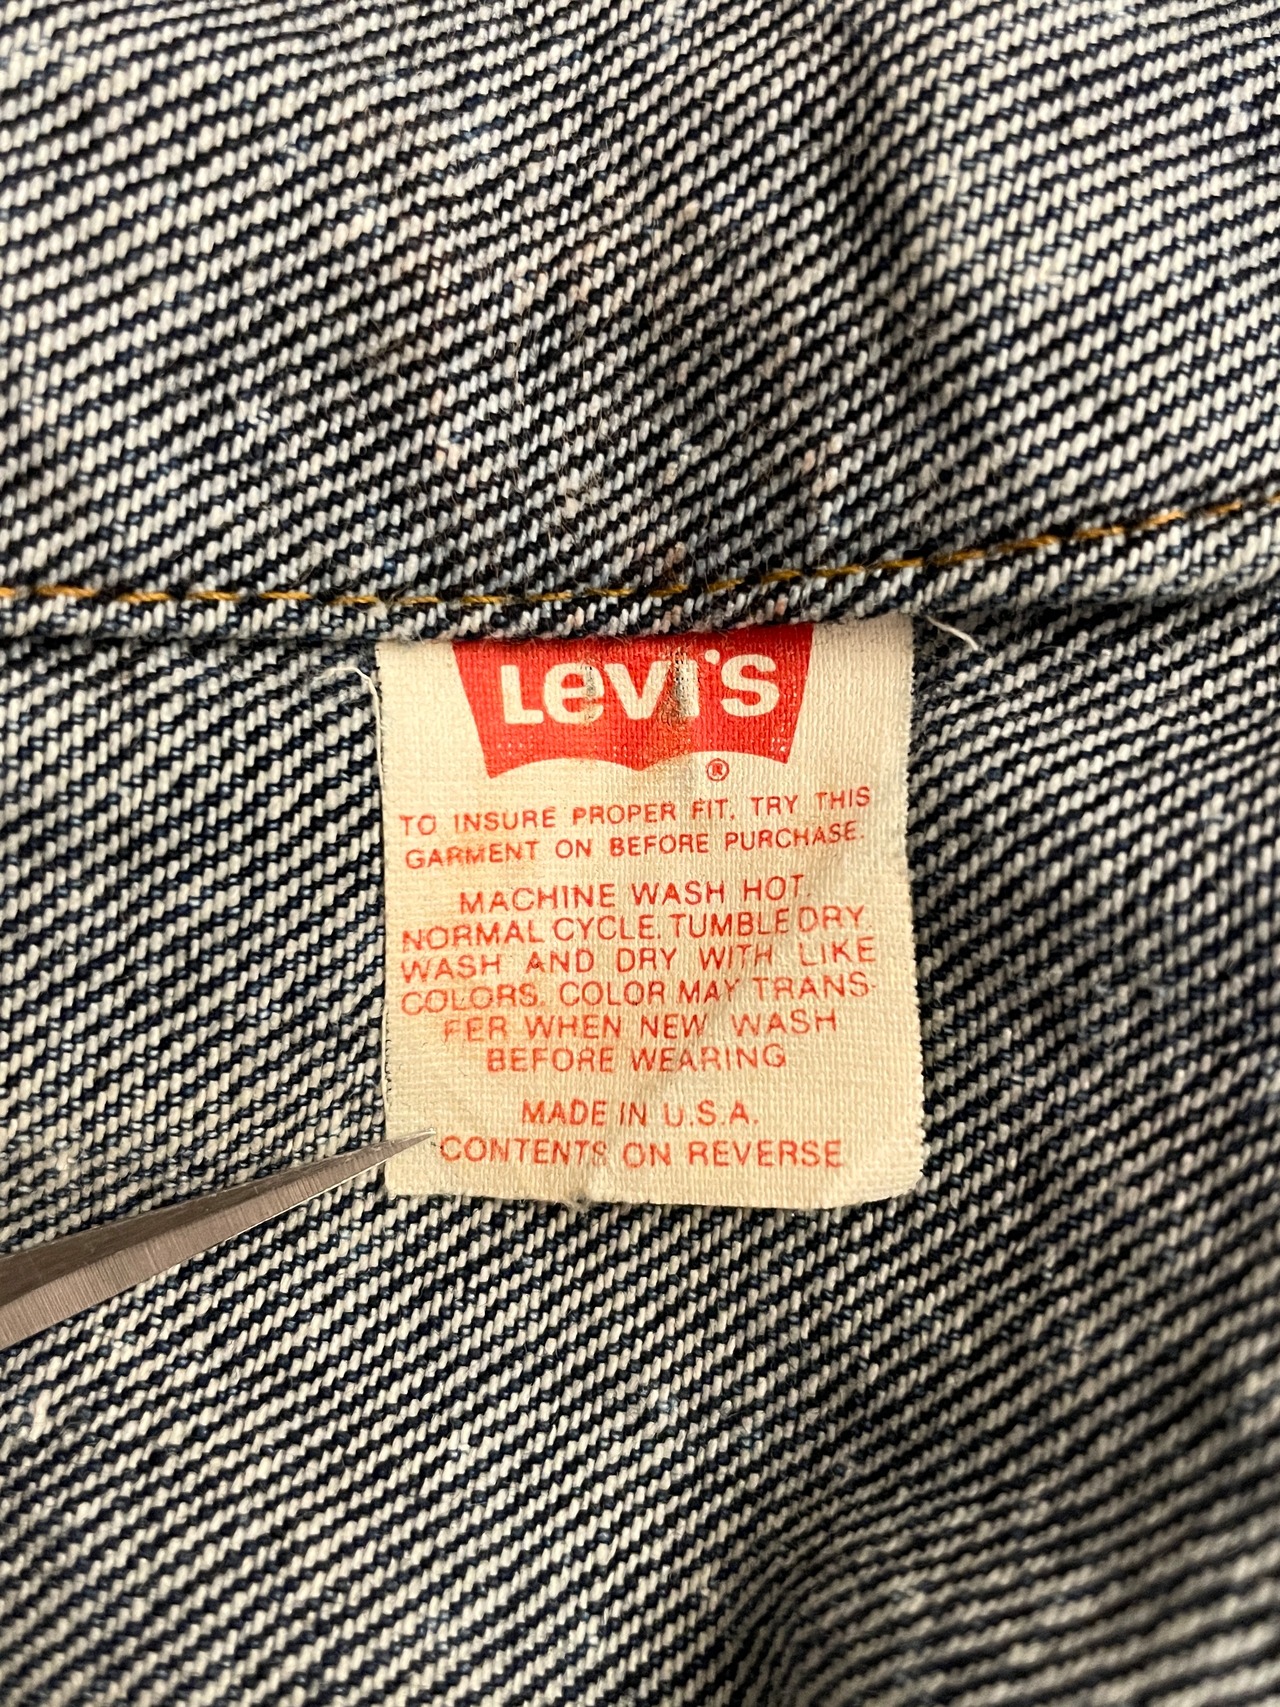 Levi's
®
TO INSURE PROPER FIT, TRY THIS
GARMENT ON BEFORE PURCHASE.
MACHINE WASH HOT.
NORMAL CYCLE. TUMBLE DRY.
WASH AND DRY WITH LIKE
COLORS. COLOR MAY TRANS-
FER WHEN NEW WASH
BEFORE WEARING
MADE IN U.S.A.
CONTENTS ON REVERSE